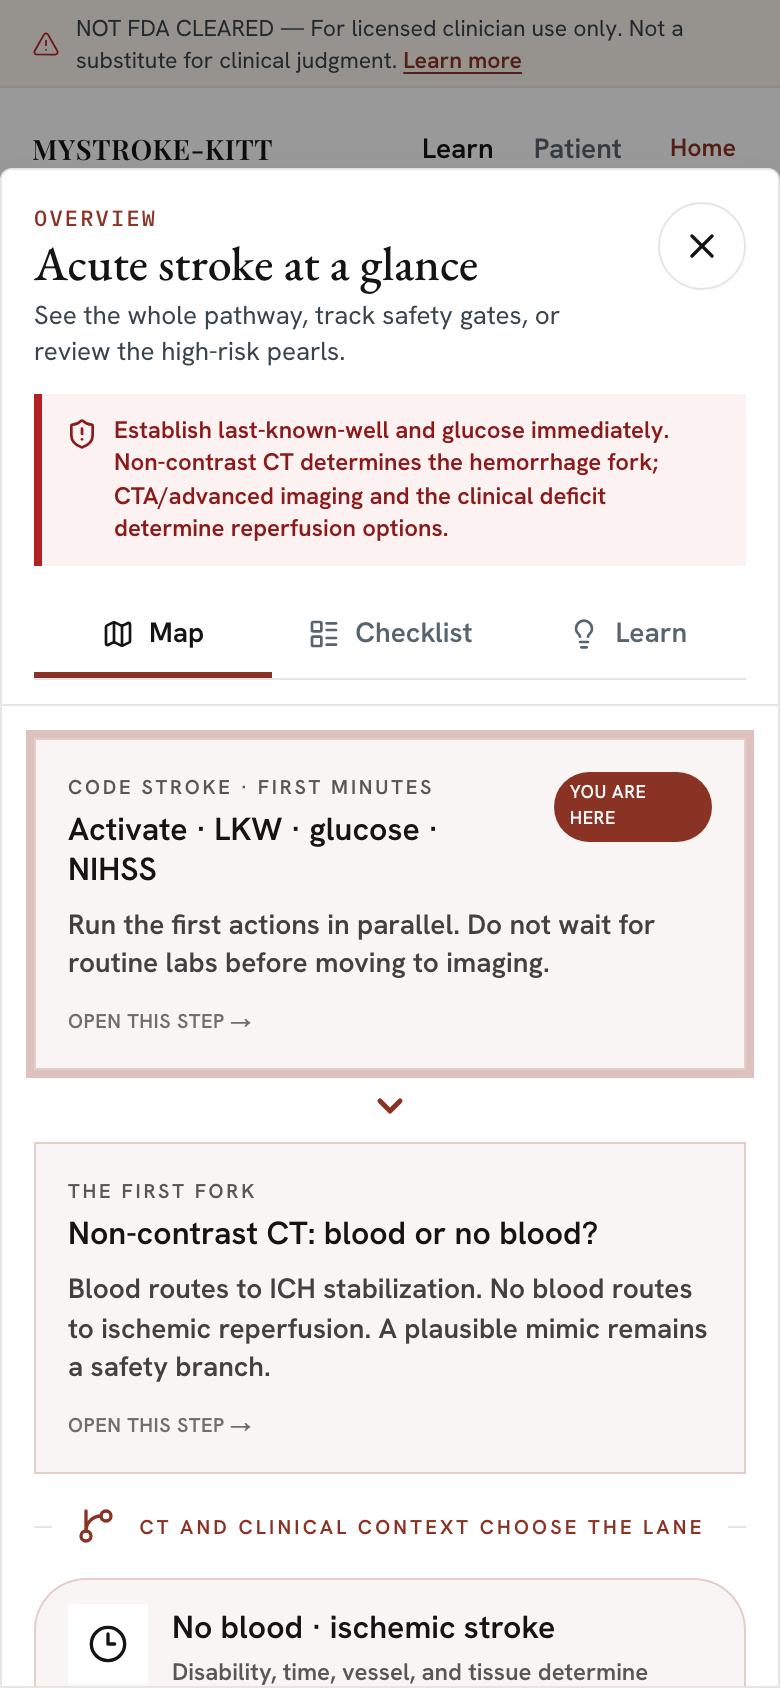 NOT FDA CLEARED — For licensed clinician use only. Not a
substitute for clinical judgment. Learn more
MYSTROKE-KITT Learn Patient Home
OVERVIEW
Acute stroke at a glance
See the whole pathway, track safety gates, or
review the high-risk pearls.
Establish last-known-well and glucose immediately.
Non-contrast CT determines the hemorrhage fork;
CTA/advanced imaging and the clinical deficit
determine reperfusion options.
Map Checklist Learn
CODE STROKE · FIRST MINUTES
YOU ARE
HERE
Activate · LKW · glucose ·
NIHSS
Run the first actions in parallel. Do not wait for
routine labs before moving to imaging.
OPEN THIS STEP →
THE FIRST FORK
Non-contrast CT: blood or no blood?
Blood routes to ICH stabilization. No blood routes
to ischemic reperfusion. A plausible mimic remains
a safety branch.
OPEN THIS STEP →
CT AND CLINICAL CONTEXT CHOOSE THE LANE
No blood · ischemic stroke
Disability, time, vessel, and tissue determine